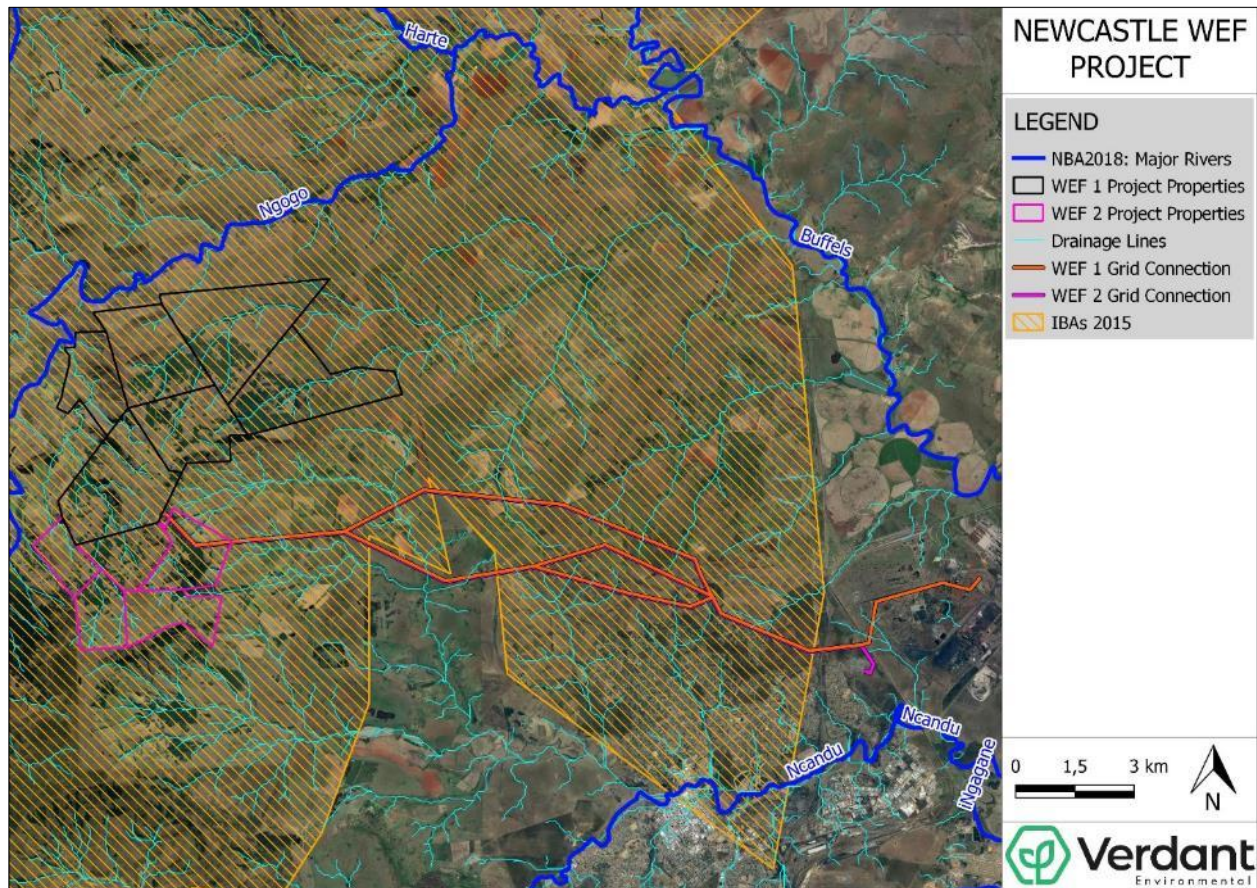 NEWCASTLE WEF
PROJECT
LEGEND
NBA2018: Major Rivers
WEF 1 Project Properties
WEF 2 Project Properties
Drainage Lines
WEF 1 Grid Connection
WEF 2 Grid Connection
IBAs 2015
Harte
Ngogo
Buffels
Ncandu
Ncandu
iNgagane
0 1,5 3 km
N
Verdant
Environmental